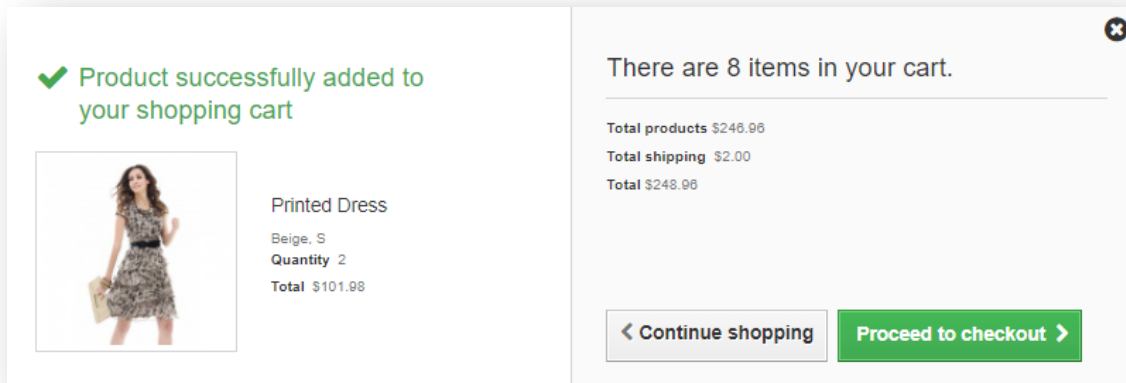 Product successfully added to
your shopping cart
Printed Dress
Beige, S
Quantity 2
Total $101.98
There are 8 items in your cart.
Total products $246.96
Total shipping $2.00
Total $248.96
Continue shopping
Proceed to checkout